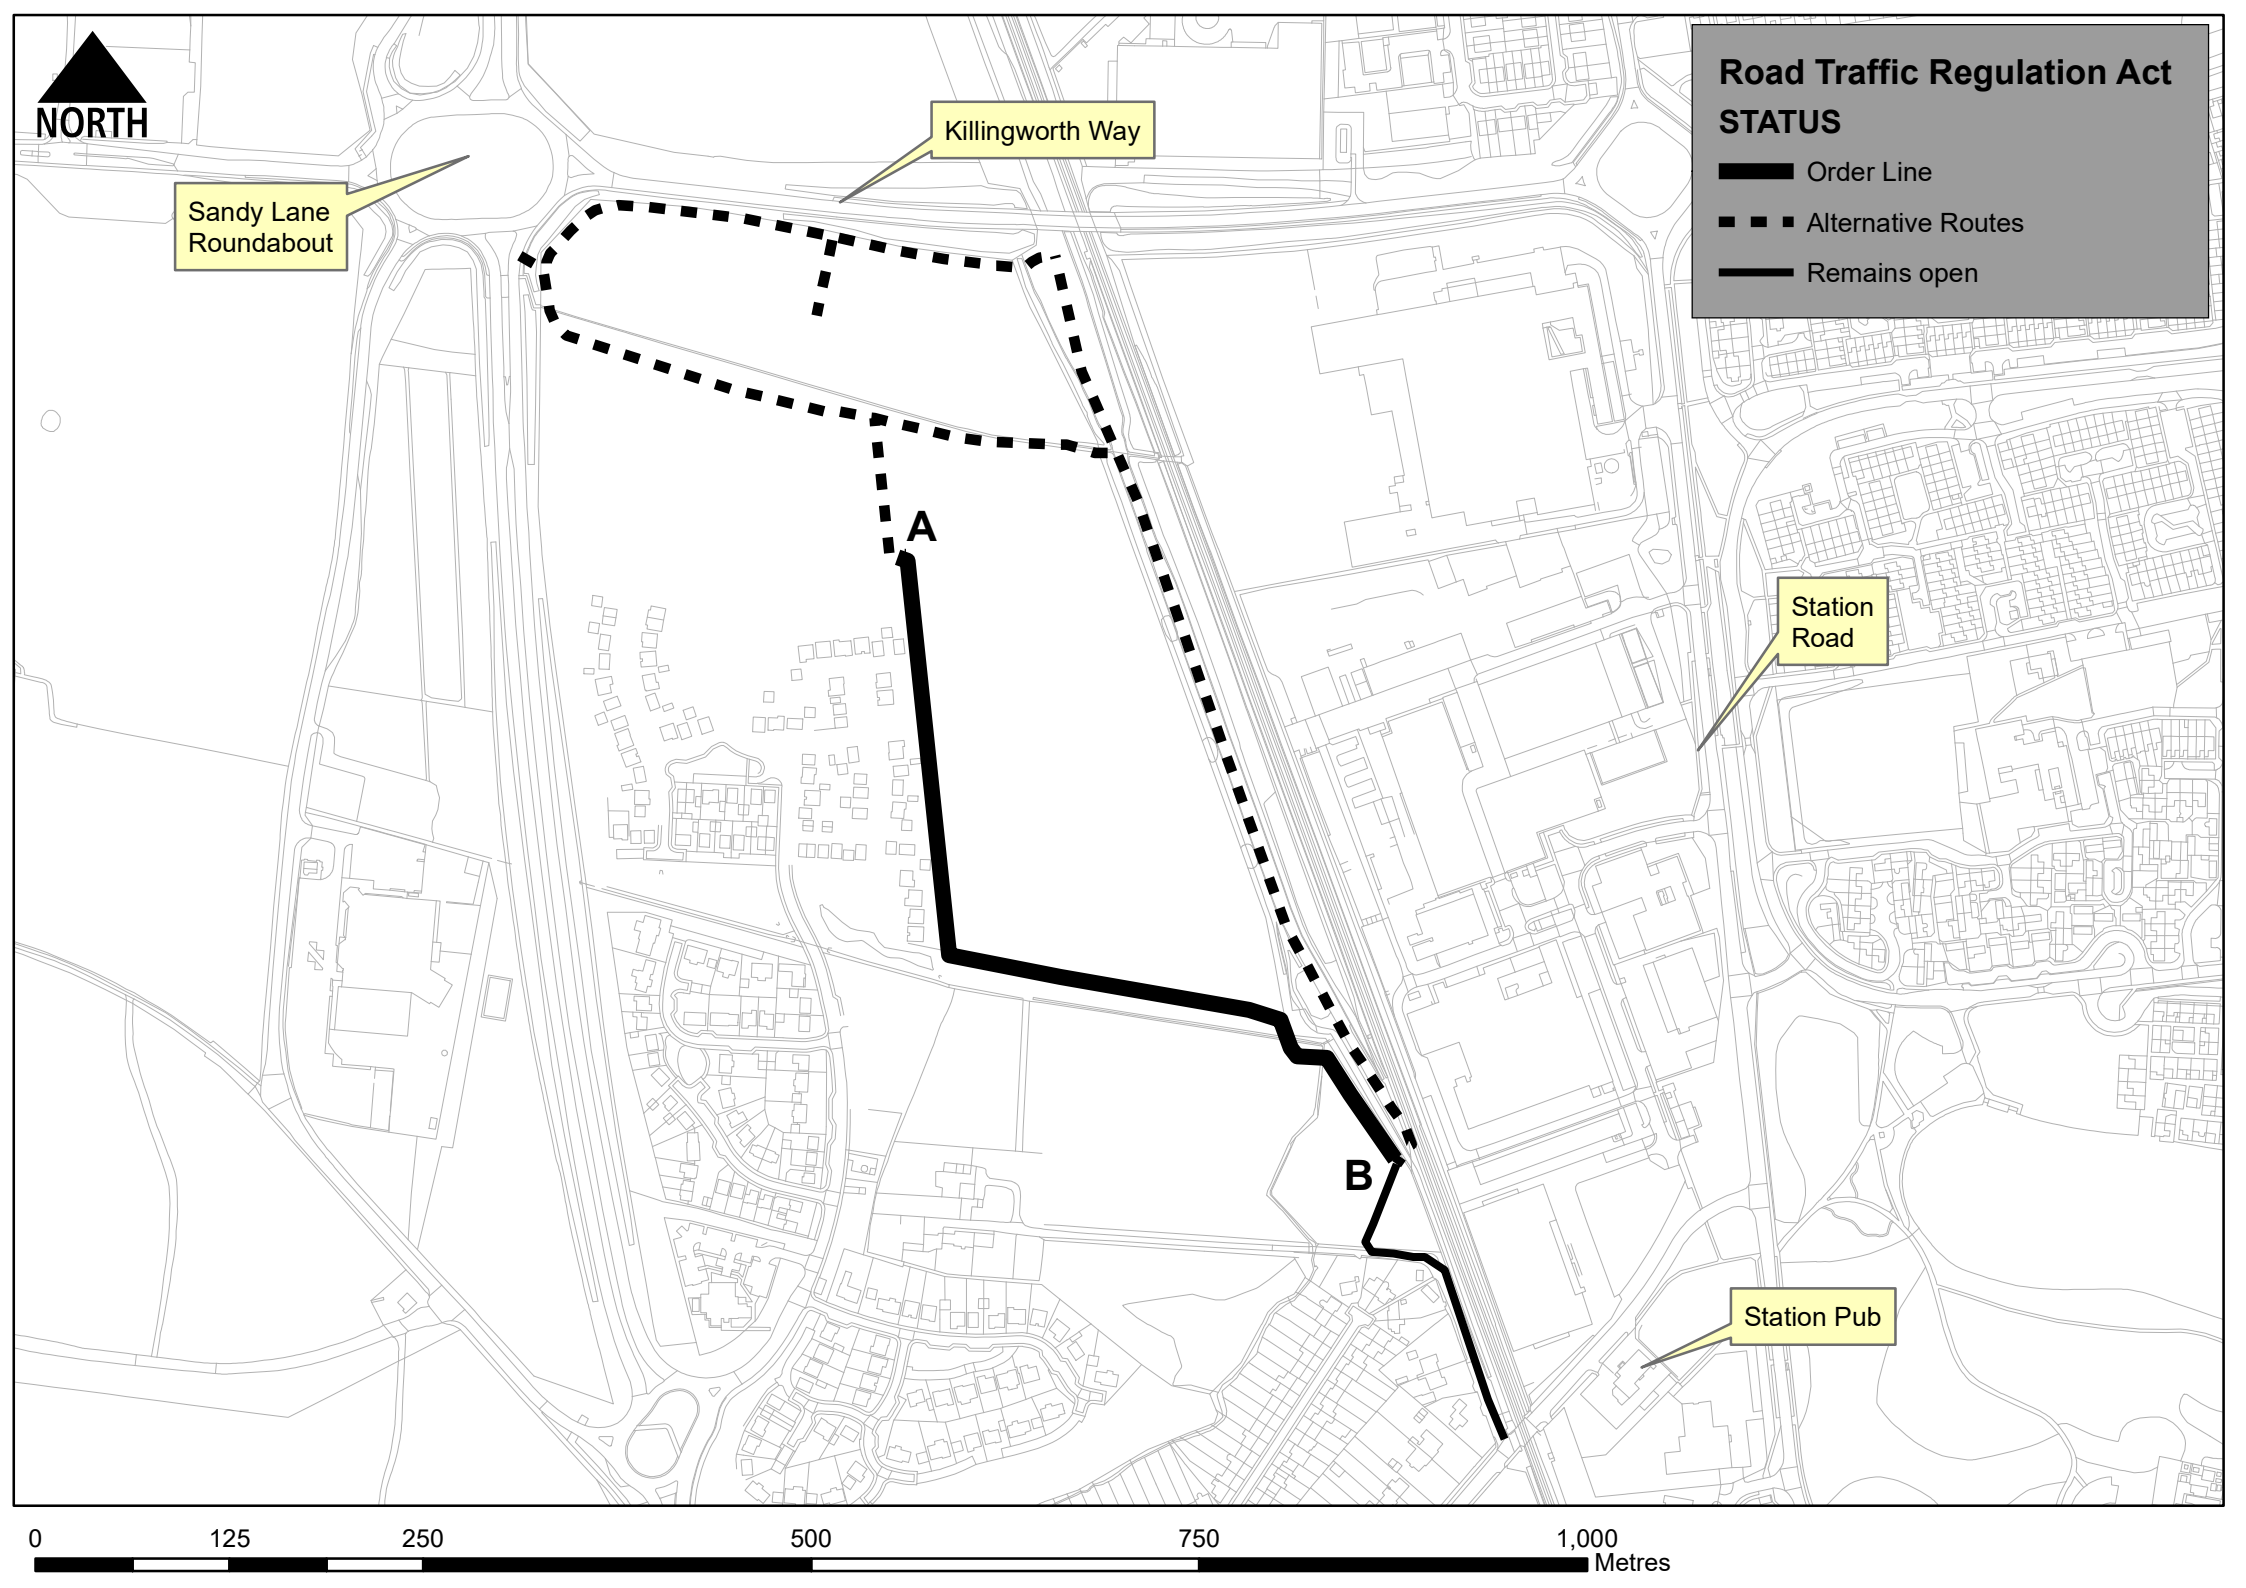 NORTH
Killingworth Way
Sandy Lane
Roundabout
Road Traffic Regulation Act
STATUS
Order Line
Alternative Routes
Remains open
A
Station
Road
B
Station Pub
0 125 250 500 750 1,000
Metres